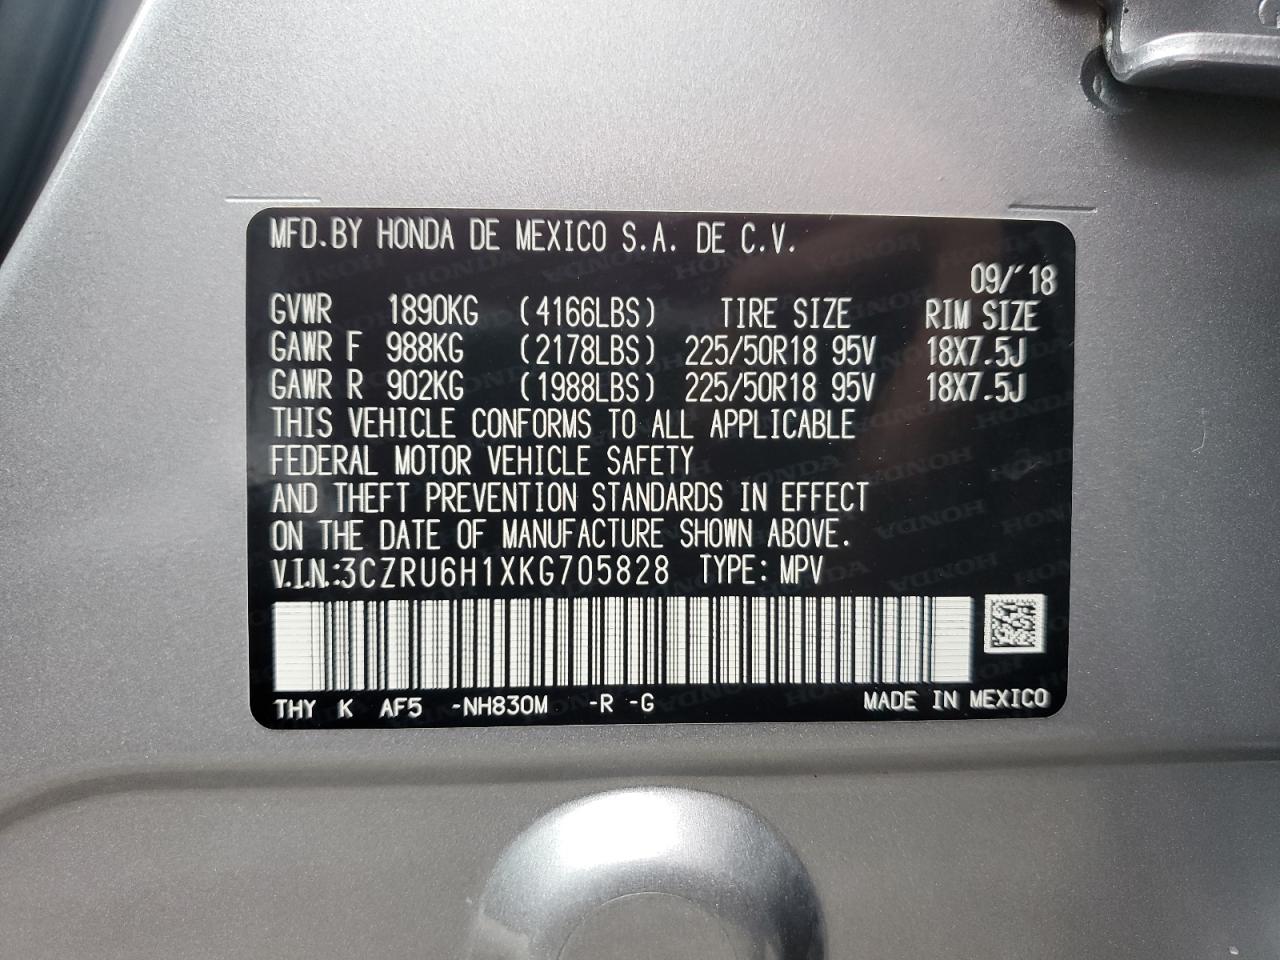 MFD.BY HONDA DE MEXICO S.A. DE C.V.
09/'18
GVWR 1890KG (4166LBS) TIRE SIZE RIM SIZE
GAWR F 988KG (2178LBS) 225/50R18 95V 18X7.5J
GAWR R 902KG (1988LBS) 225/50R18 95V 18X7.5J
THIS VEHICLE CONFORMS TO ALL APPLICABLE
FEDERAL MOTOR VEHICLE SAFETY
AND THEFT PREVENTION STANDARDS IN EFFECT
ON THE DATE OF MANUFACTURE SHOWN ABOVE.
V.I.N.:3CZRU6H1XKG705828 TYPE: MPV
THY K AF5 -NH830M -R -G MADE IN MEXICO